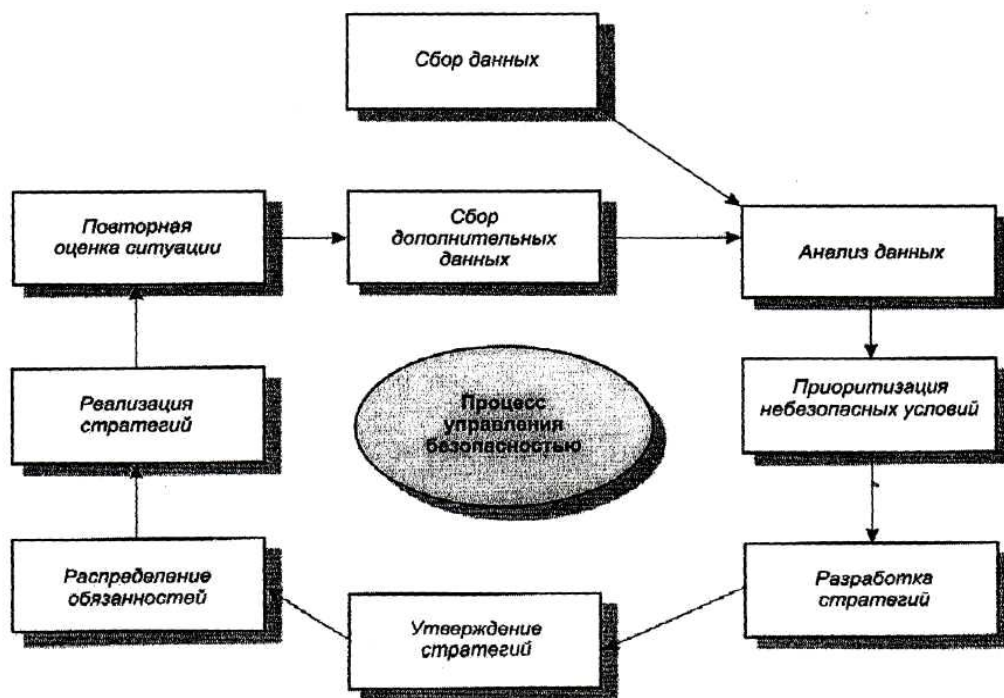 Сбор данных
Повторная
оценка ситуации
Сбор
дополнительных
данных
Анализ данных
Реализация
стратегий
Процесс
управления
безопасностью
Приоритизация
небезопасных условий
Распределение
обязанностей
Утверждение
стратегий
Разработка
стратегий